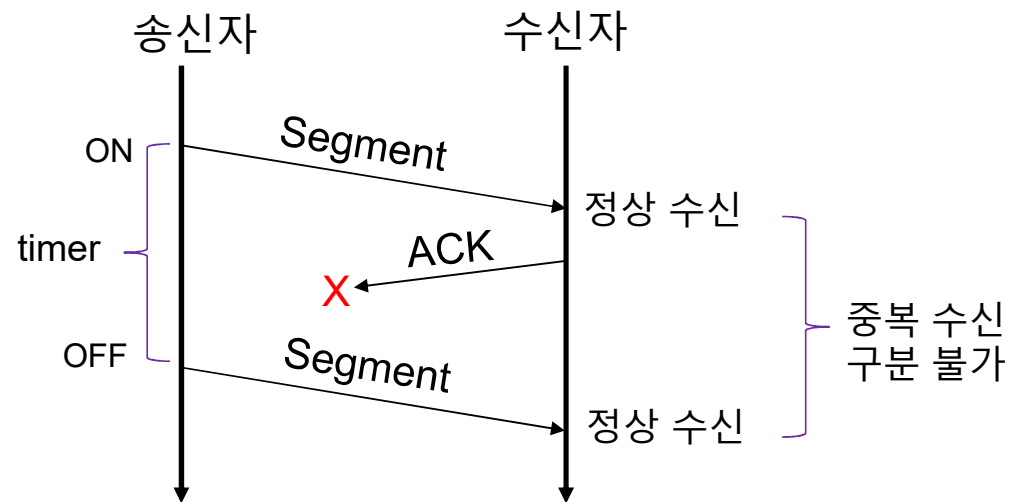 송신자
수신자
ON
Segment
정상 수신
timer
ACK
X
중복 수신
구분 불가
OFF
Segment
정상 수신